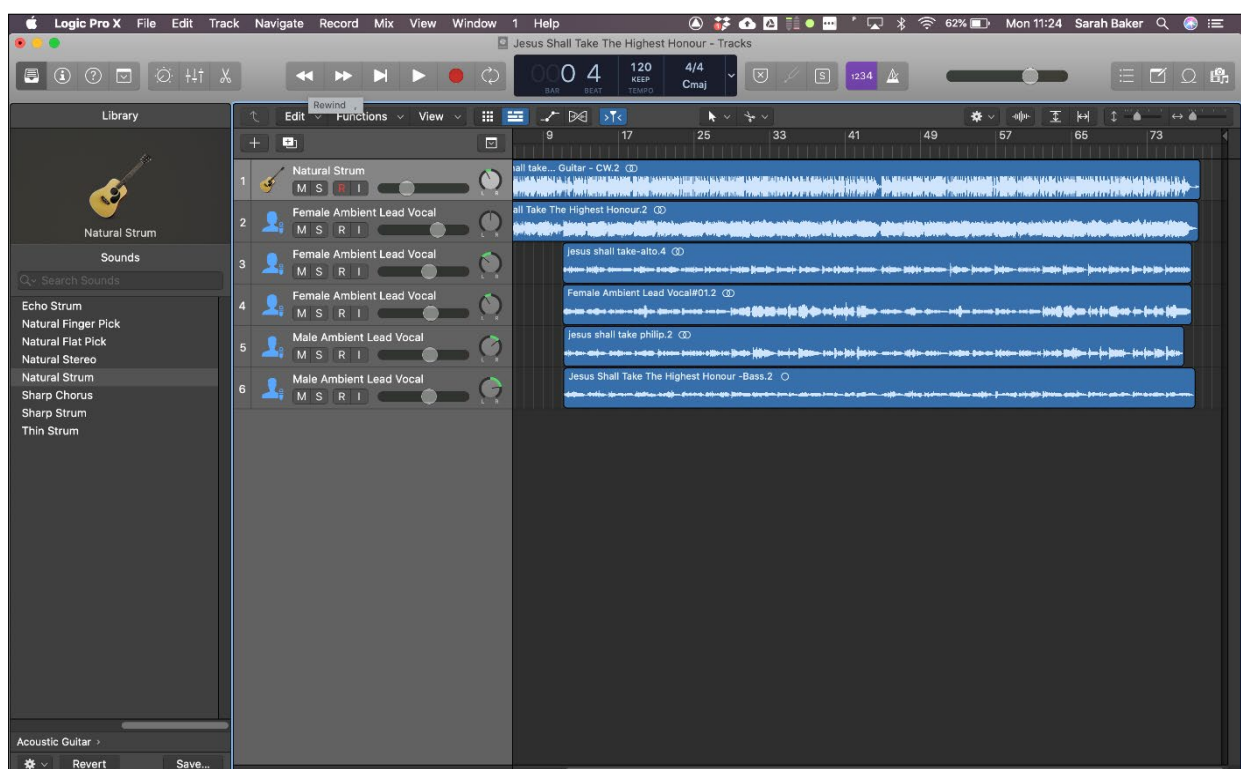 Logic Pro X File Edit Track Navigate Record Mix View Window 1 Help 62% Mon 11:24 Sarah Baker
Jesus Shall Take The Highest Honour - Tracks
000 4 120 4/4
KEEP Cmaj
BAR BEAT TEMPO
S 1234
Rewind ,
Library
Edit Functions View
9 17 25 33 41 49 57 65 73
Natural Strum
Sounds
Search Sounds
Echo Strum
Natural Finger Pick
Natural Flat Pick
Natural Stereo
Natural Strum
Sharp Chorus
Sharp Strum
Thin Strum
Acoustic Guitar
Revert Save...
1 Natural Strum
M S R I
L R
all take... Guitar - CW.2
2 Female Ambient Lead Vocal
M S R I
L R
all Take The Highest Honour.2
3 Female Ambient Lead Vocal
M S R I
L R
jesus shall take-alto.4
4 Female Ambient Lead Vocal
M S R I
L R
Female Ambient Lead Vocal#01.2
5 Male Ambient Lead Vocal
M S R I
L R
jesus shall take philip.2
6 Male Ambient Lead Vocal
M S R I
L R
Jesus Shall Take The Highest Honour -Bass.2